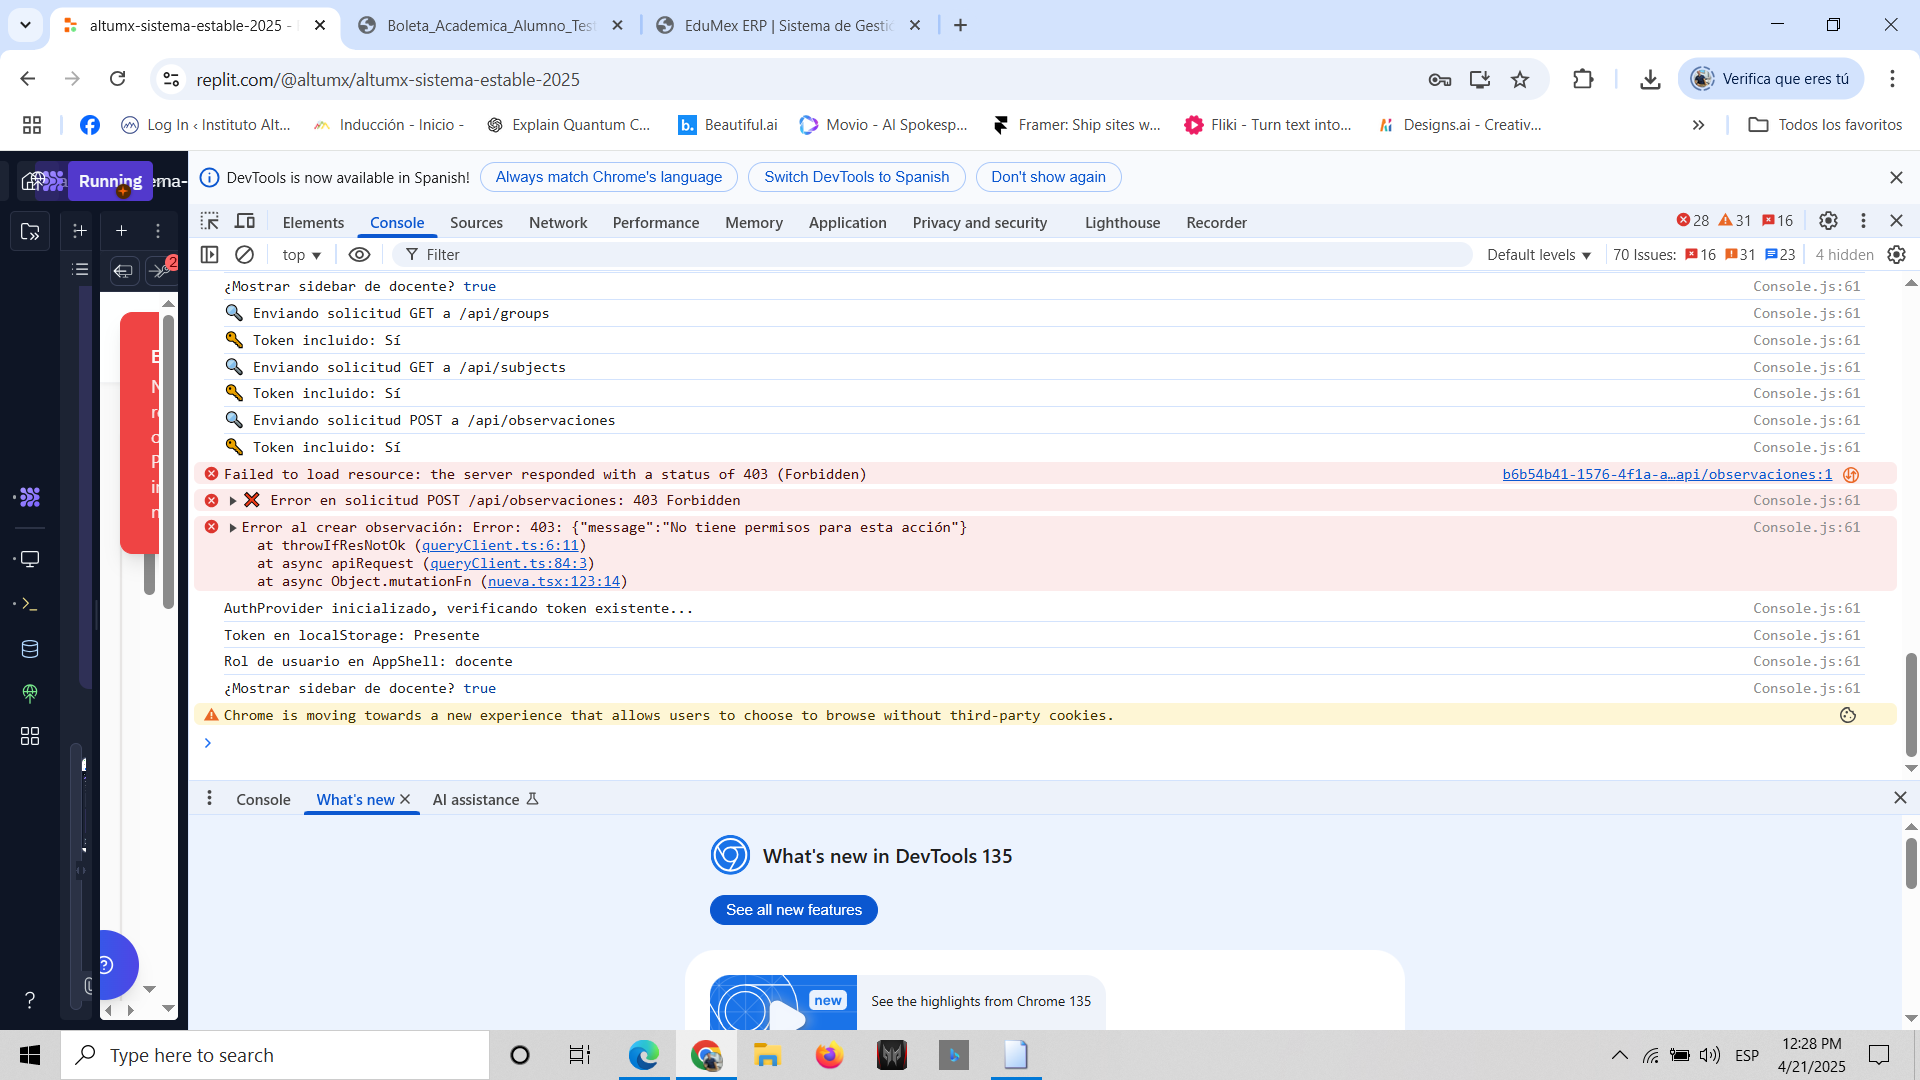 altumx-sistema-estable-2025 -
Boleta_Academica_Alumno_Test
EduMex ERP | Sistema de Gestic
replit.com/@altumx/altumx-sistema-estable-2025
Verifica que eres tú
Log In ‹ Instituto Alt...
Inducción - Inicio -
Explain Quantum C...
b.
Beautiful.ai
Movio - AI Spokesp...
Framer: Ship sites w...
Fliki - Turn text into...
Designs.ai - Creativ...
Todos los favoritos
Running
ema-
DevTools is now available in Spanish!
Always match Chrome's language
Switch DevTools to Spanish
Don't show again
Elements
Console
Sources
Network
Performance
Memory
Application
Privacy and security
Lighthouse
Recorder
28
31
16
top
Filter
Default levels
70 Issues:
16
31
23
4 hidden
2
¿Mostrar sidebar de docente? true
Console.js:61
Enviando solicitud GET a /api/groups
Console.js:61
Token incluido: Sí
Console.js:61
Enviando solicitud GET a /api/subjects
Console.js:61
Token incluido: Sí
Console.js:61
Enviando solicitud POST a /api/observaciones
Console.js:61
Token incluido: Sí
Console.js:61
Failed to load resource: the server responded with a status of 403 (Forbidden)
b6b54b41-1576-4f1a-a…api/observaciones:1
Error en solicitud POST /api/observaciones: 403 Forbidden
Console.js:61
Error al crear observación: Error: 403: {"message":"No tiene permisos para esta acción"}
Console.js:61
at throwIfResNotOk (queryClient.ts:6:11)
at async apiRequest (queryClient.ts:84:3)
at async Object.mutationFn (nueva.tsx:123:14)
AuthProvider inicializado, verificando token existente...
Console.js:61
Token en localStorage: Presente
Console.js:61
Rol de usuario en AppShell: docente
Console.js:61
¿Mostrar sidebar de docente? true
Console.js:61
Chrome is moving towards a new experience that allows users to choose to browse without third-party cookies.
Console
What's new
AI assistance
What's new in DevTools 135
See all new features
new
See the highlights from Chrome 135
Type here to search
ESP
12:28 PM
4/21/2025